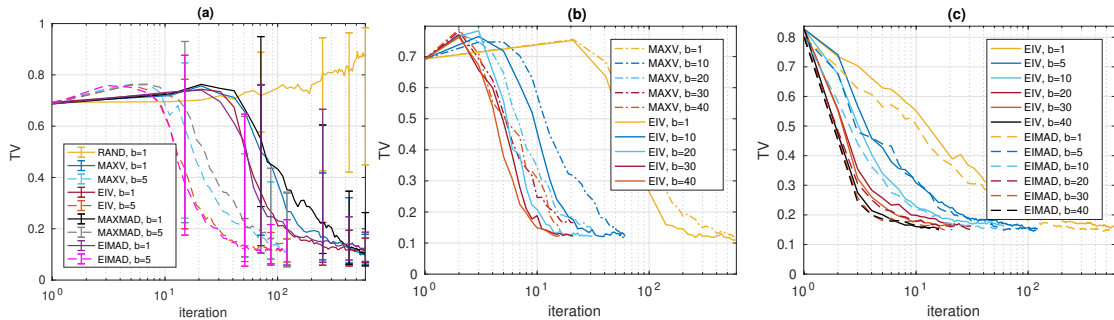 (a)
TV
1
0.8
0.6
0.4
0.2
0
RAND, b=1
MAXV, b=1
MAXV, b=5
EIV, b=1
EIV, b=5
MAXMAD, b=1
MAXMAD, b=5
EIMAD, b=1
EIMAD, b=5
10^0
10^1
10^2
iteration
(b)
0.7
0.6
0.5
0.4
0.3
0.2
0.1
0
MAXV, b=1
MAXV, b=10
MAXV, b=20
MAXV, b=30
MAXV, b=40
EIV, b=1
EIV, b=10
EIV, b=20
EIV, b=30
EIV, b=40
10^0
10^1
10^2
iteration
(c)
TV
0.8
0.7
0.6
0.5
0.4
0.3
0.2
0.1
0
EIV, b=1
EIV, b=5
EIV, b=10
EIV, b=20
EIV, b=30
EIV, b=40
EIMAD, b=1
EIMAD, b=5
EIMAD, b=10
EIMAD, b=20
EIMAD, b=30
EIMAD, b=40
10^0
10^1
10^2
iteration